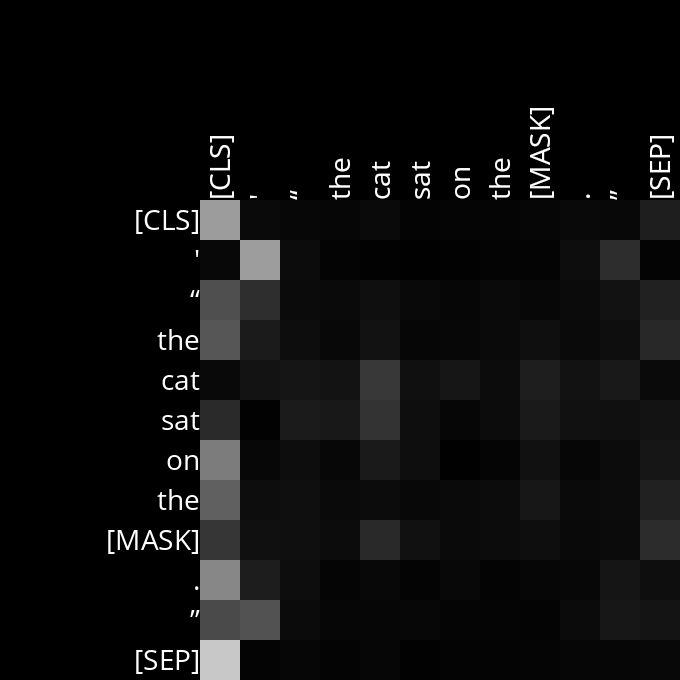 [CLS] ' “ the cat sat on the [MASK] . ” [SEP]
[CLS]
'
“
the
cat
sat
on
the
[MASK]
.
”
[SEP]